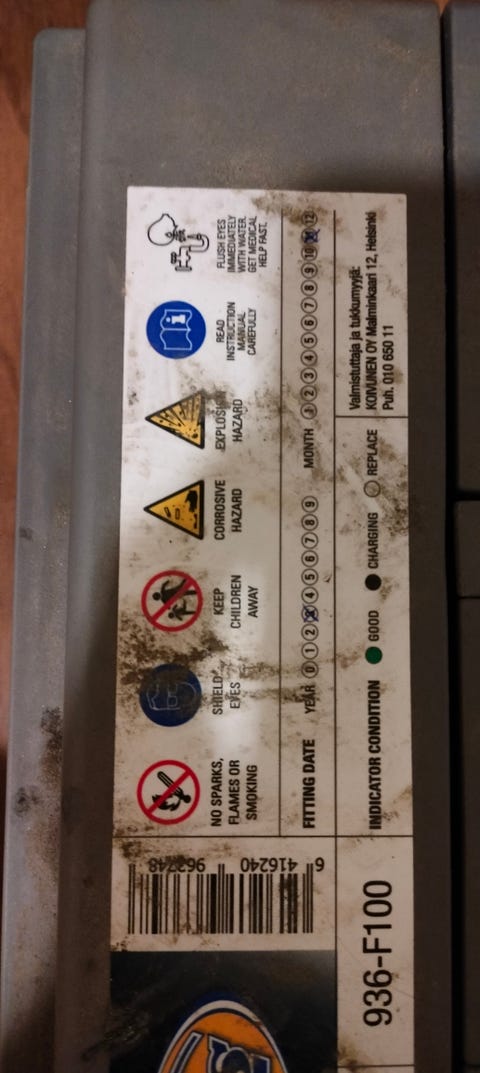 NO SPARKS,
FLAMES OR
SMOKING
SHIELD
EYES
KEEP
CHILDREN
AWAY
CORROSIVE
HAZARD
EXPLOSION
HAZARD
READ
INSTRUCTION
MANUAL
CAREFULLY
FLUSH EYES
IMMEDIATELY
WITH WATER.
GET MEDICAL
HELP FAST.
6 416240 963748
FITTING DATE YEAR 0 1 2 3 4 5 6 7 8 9 MONTH 1 2 3 4 5 6 7 8 9 10 11 12
936-F100
INDICATOR CONDITION GOOD CHARGING REPLACE
Valmistuttaja ja tukkumyyjä:
KOIVUNEN OY Malminkaari 12, Helsinki
Puh. 010 650 11